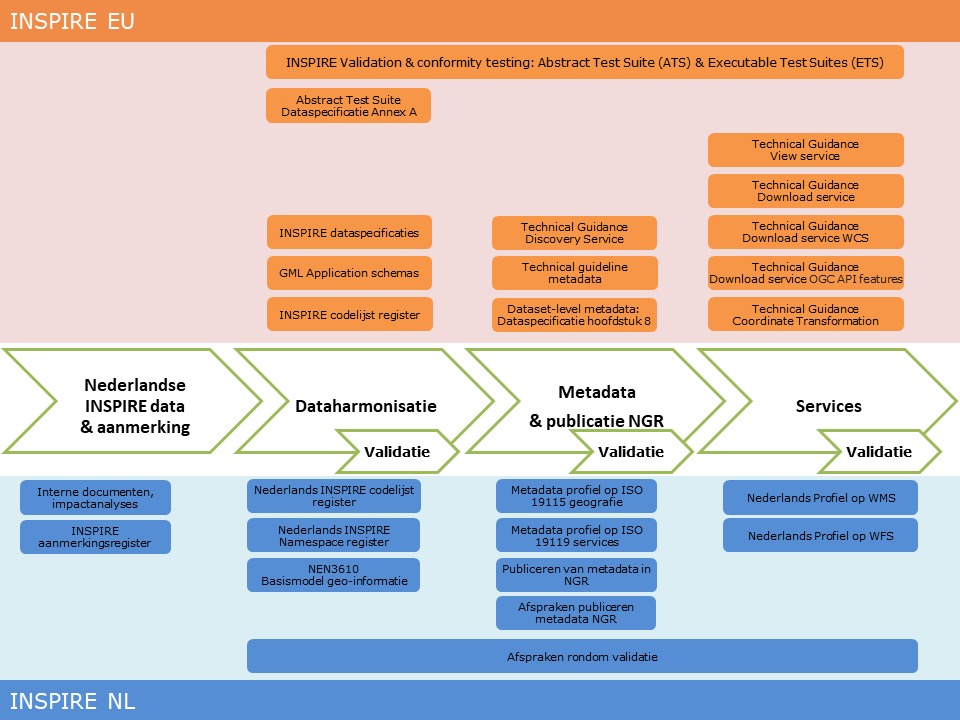 INSPIRE EU
INSPIRE Validation & conformity testing: Abstract Test Suite (ATS) & Executable Test Suites (ETS)
Abstract Test Suite
Dataspecificatie Annex A
Technical Guidance
View service
Technical Guidance
Download service
INSPIRE dataspecificaties
Technical Guidance
Discovery Service
Technical Guidance
Download service WCS
GML Application schemas
Technical guideline
metadata
Technical Guidance
Download service OGC API features
INSPIRE codelijst register
Dataset-level metadata:
Dataspecificatie hoofdstuk 8
Technical Guidance
Coordinate Transformation
Nederlandse
INSPIRE data
& aanmerking
Dataharmonisatie
Validatie
Metadata
& publicatie NGR
Validatie
Services
Validatie
Interne documenten,
impactanalyses
INSPIRE
aanmerkingsregister
Nederlands INSPIRE codelijst
register
Nederlands INSPIRE
Namespace register
NEN3610
Basismodel geo-informatie
Metadata profiel op ISO
19115 geografie
Metadata profiel op ISO
19119 services
Publiceren van metadata in
NGR
Afspraken publiceren
metadata NGR
Nederlands Profiel op WMS
Nederlands Profiel op WFS
Afspraken rondom validatie
INSPIRE NL